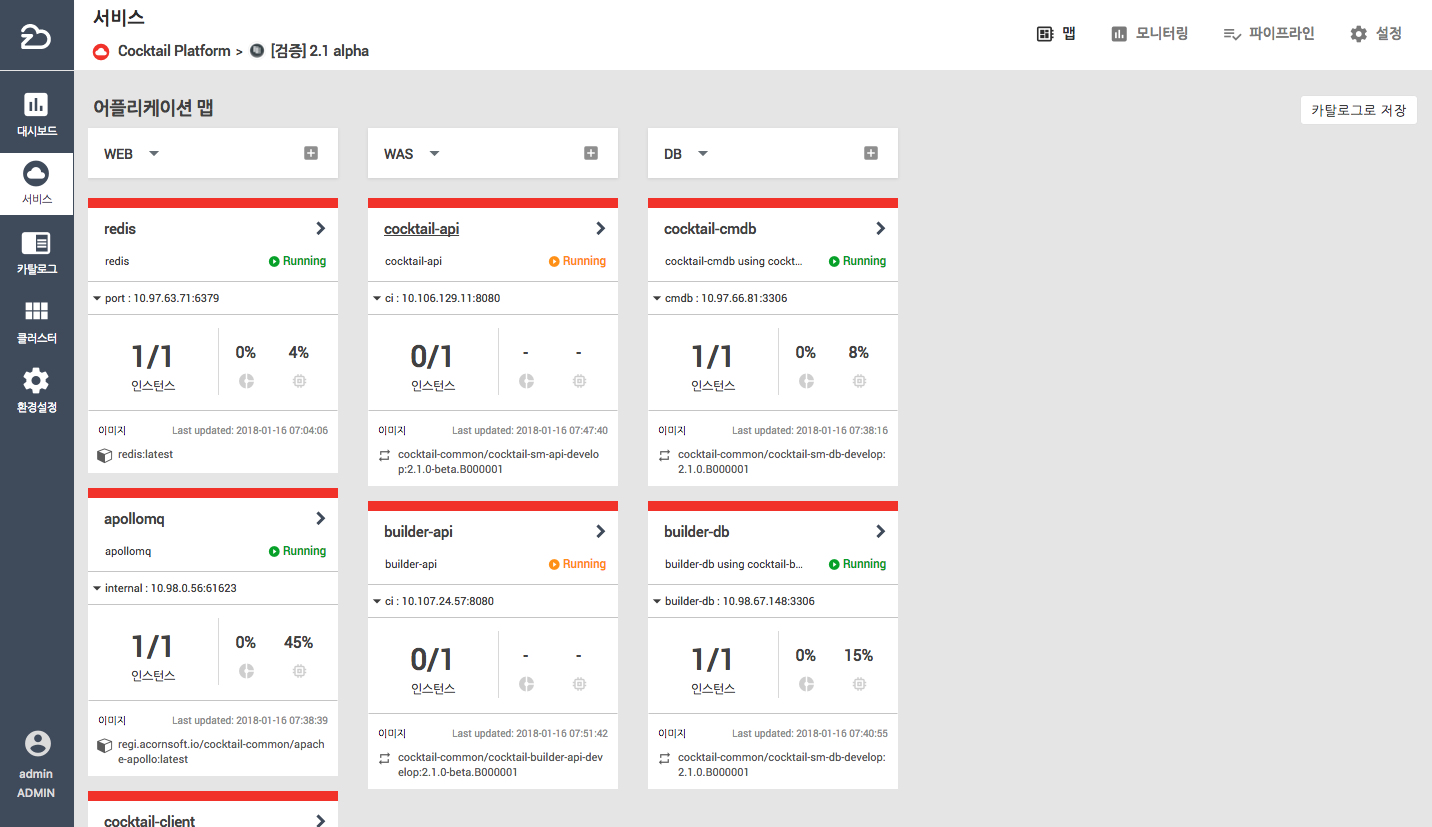 서비스
Cocktail Platform > [검증] 2.1 alpha
맵
모니터링
파이프라인
설정
대시보드
서비스
카탈로그
클러스터
환경설정
admin
ADMIN
어플리케이션 맵
카탈로그로 저장
WEB
redis
redis
Running
port : 10.97.63.71:6379
1/1
인스턴스
0%
4%
이미지
Last updated: 2018-01-16 07:04:06
redis:latest
apollomq
apollomq
Running
internal : 10.98.0.56:61623
1/1
인스턴스
0%
45%
이미지
Last updated: 2018-01-16 07:38:39
regi.acornsoft.io/cocktail-common/apach
e-apollo:latest
cocktail-client
WAS
cocktail-api
cocktail-api
Running
ci : 10.106.129.11:8080
0/1
인스턴스
-
-
이미지
Last updated: 2018-01-16 07:47:40
cocktail-common/cocktail-sm-api-develo
p:2.1.0-beta.B000001
builder-api
builder-api
Running
ci : 10.107.24.57:8080
0/1
인스턴스
-
-
이미지
Last updated: 2018-01-16 07:51:42
cocktail-common/cocktail-builder-api-dev
elop:2.1.0-beta.B000001
DB
cocktail-cmdb
cocktail-cmdb using cockt...
Running
cmdb : 10.97.66.81:3306
1/1
인스턴스
0%
8%
이미지
Last updated: 2018-01-16 07:38:16
cocktail-common/cocktail-sm-db-develop:
2.1.0.B000001
builder-db
builder-db using cocktail-b...
Running
builder-db : 10.98.67.148:3306
1/1
인스턴스
0%
15%
이미지
Last updated: 2018-01-16 07:40:55
cocktail-common/cocktail-sm-db-develop:
2.1.0.B000001